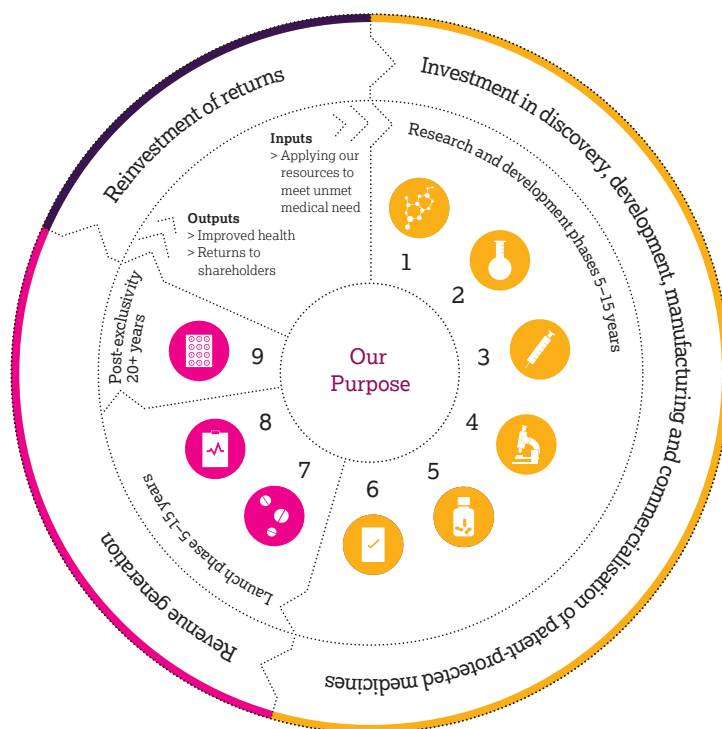 Reinvestment of returns
Investment in discovery, development, manufacturing and commercialisation of patent-protected medicines
Revenue generation
Inputs
> Applying our
resources to
meet unmet
medical need
Outputs
> Improved health
> Returns to
shareholders
Research and development phases 5–15 years
1
2
3
4
5
6
7
8
9
Launch phase 5–15 years
Post-exclusivity
20+ years
Our
Purpose